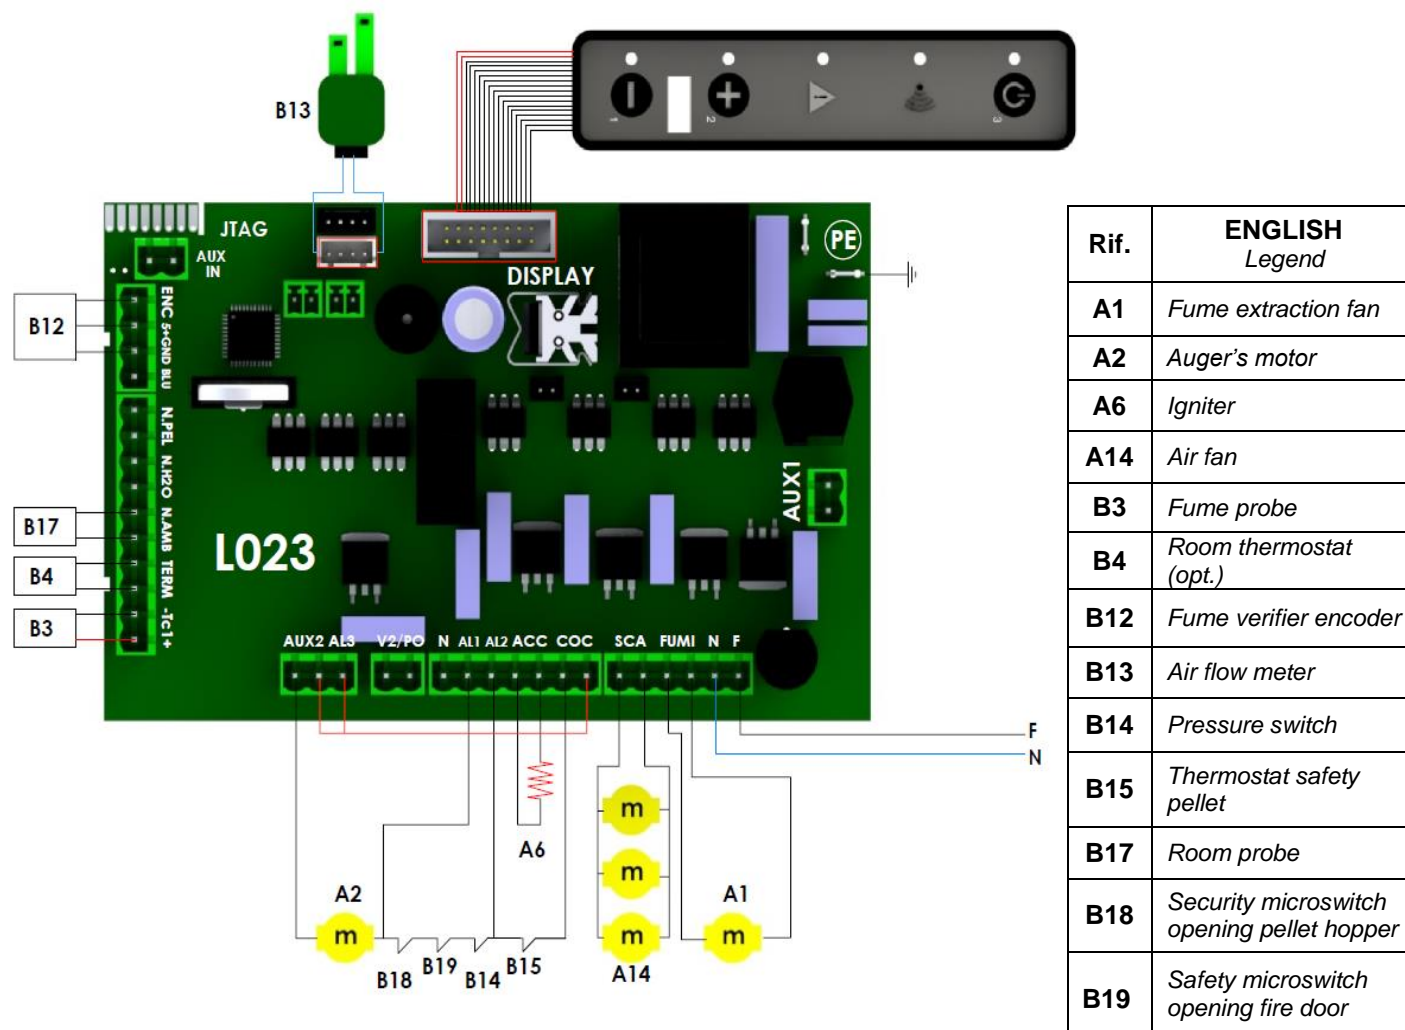 B13
1
2
3
JTAG
AUX
IN
PE
DISPLAY
B12
ENC 5+GND BLU
N.PEL N.H2O N.AMB TERM -Tc1+
B17
B4
B3
L023
AUX1
AUX2 AL3 V2/PO N AL1 AL2 ACC COC SCA FUMI N F
F
N
m
A6
m
A2
A1
m
m
m
B18 B19 B14 B15
A14
Rif. ENGLISH
Legend
A1 Fume extraction fan
A2 Auger’s motor
A6 Igniter
A14 Air fan
B3 Fume probe
B4 Room thermostat
(opt.)
B12 Fume verifier encoder
B13 Air flow meter
B14 Pressure switch
B15 Thermostat safety
pellet
B17 Room probe
B18 Security microswitch
opening pellet hopper
B19 Safety microswitch
opening fire door